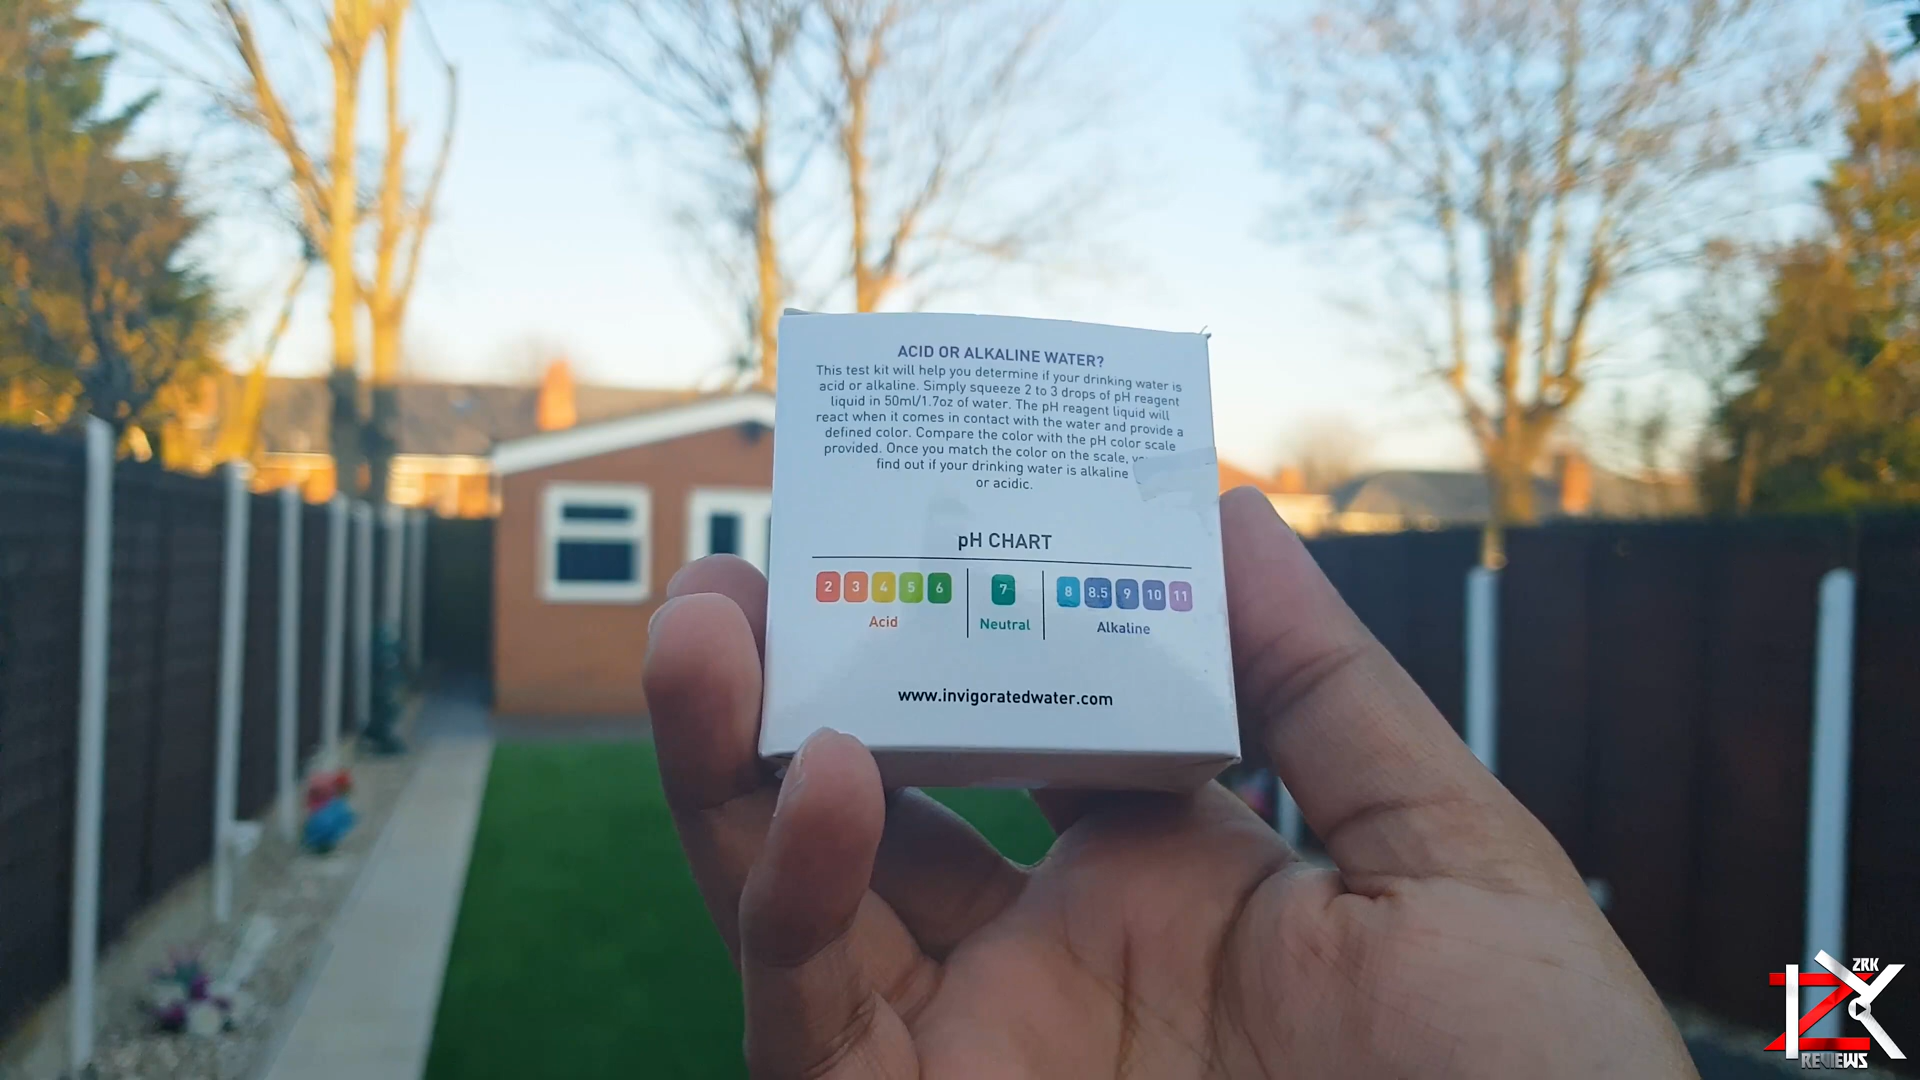 ACID OR ALKALINE WATER?
This test kit will help you determine if your drinking water is
acid or alkaline. Simply squeeze 2 to 3 drops of pH reagent
liquid in 50ml/1.7oz of water. The pH reagent liquid will
react when it comes in contact with the water and provide a
defined color. Compare the color with the pH color scale
provided. Once you match the color on the scale,
find out if your drinking water is alkaline
or acidic.
pH CHART
2 3 4 5 6 7 8 8.5 9 10 11
Acid Neutral Alkaline
www.invigoratedwater.com
ZRK
REVIEWS